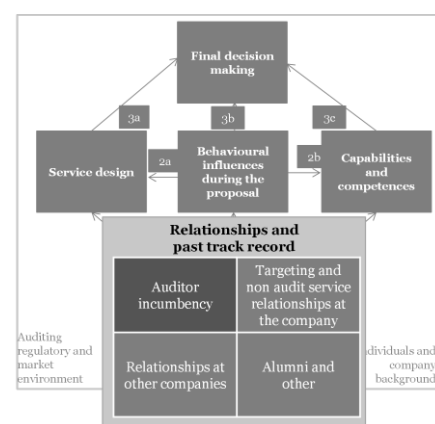 Final decision
making
3a
3b
3c
Service design
2a
Behavioural
influences
during the
proposal
2b
Capabilities
and
competences
Relationships and
past track record
Auditor
incumbency
Targeting and
non audit service
relationships at
the company
Relationships at
other companies
Alumni and
other
Auditing
regulatory and
market
environment
ndividuals and
company
background